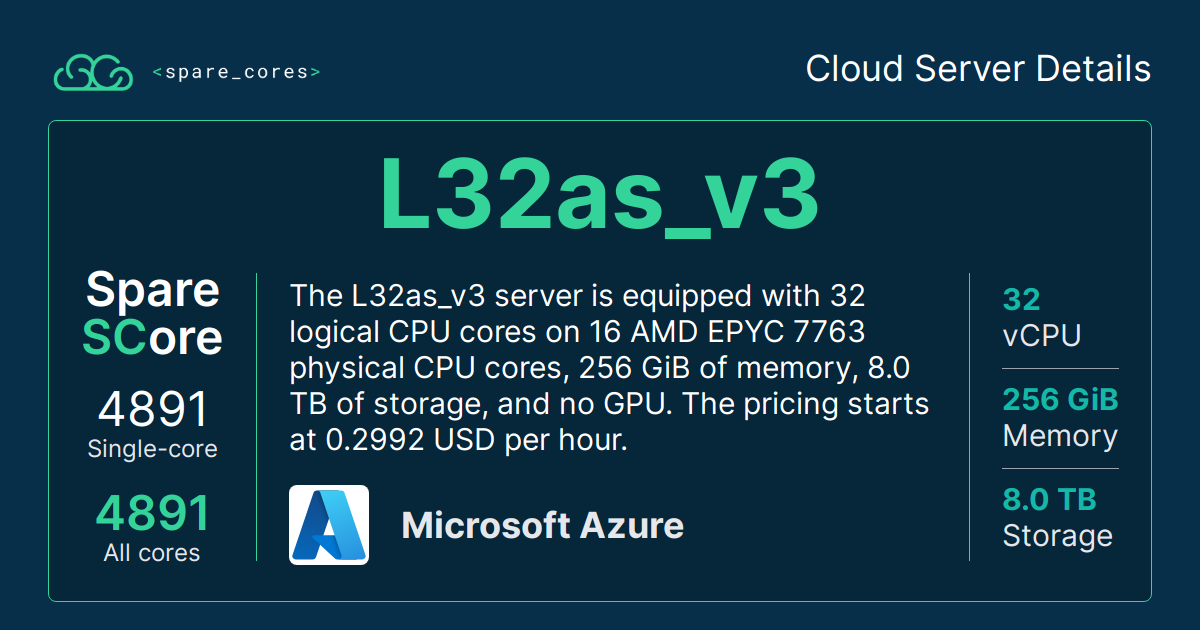 <spare_cores>
Cloud Server Details
L32as_v3
Spare
SCore
4891
Single-core
4891
All cores
The L32as_v3 server is equipped with 32
logical CPU cores on 16 AMD EPYC 7763
physical CPU cores, 256 GiB of memory, 8.0
TB of storage, and no GPU. The pricing starts
at 0.2992 USD per hour.
Microsoft Azure
32
vCPU
256 GiB
Memory
8.0 TB
Storage